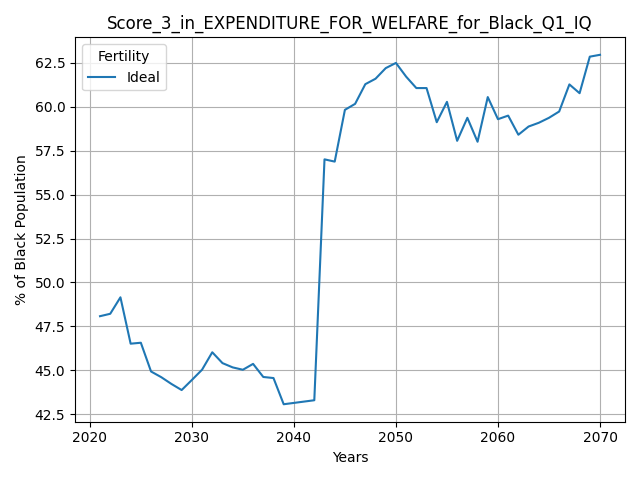 Score_3_in_EXPENDITURE_FOR_WELFARE_for_Black_Q1_IQ
Fertility
Ideal
% of Black Population
62.5
60.0
57.5
55.0
52.5
50.0
47.5
45.0
42.5
2020 2030 2040 2050 2060 2070
Years